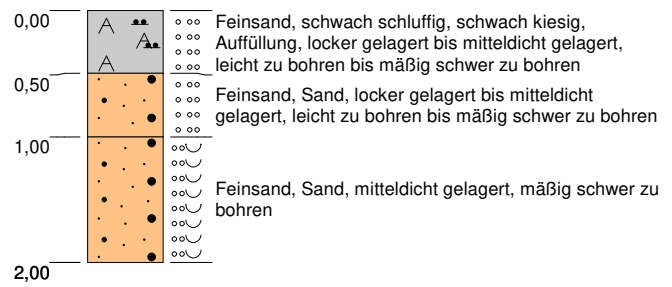 0,00
Feinsand, schwach schluffig, schwach kiesig,
Auffüllung, locker gelagert bis mitteldicht gelagert,
leicht zu bohren bis mäßig schwer zu bohren
0,50
Feinsand, Sand, locker gelagert bis mitteldicht
gelagert, leicht zu bohren bis mäßig schwer zu bohren
1,00
Feinsand, Sand, mitteldicht gelagert, mäßig schwer zu
bohren
2,00
A
A
A